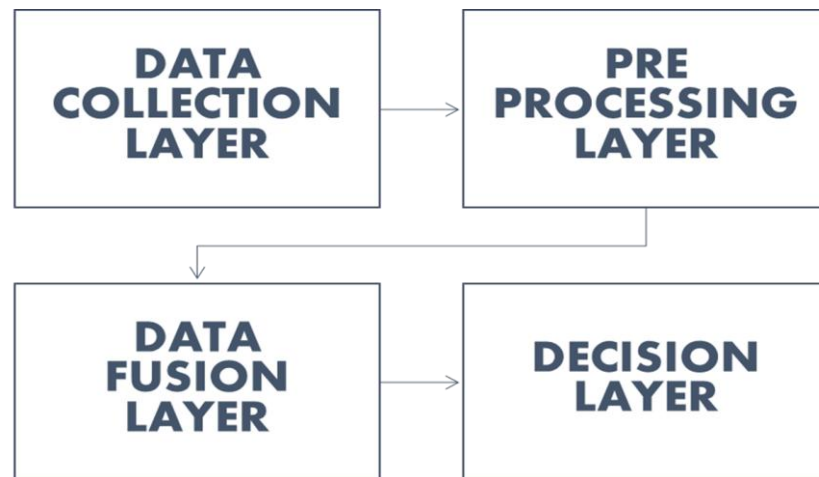 DATA
COLLECTION
LAYER
PRE
PROCESSING
LAYER
DATA
FUSION
LAYER
DECISION
LAYER